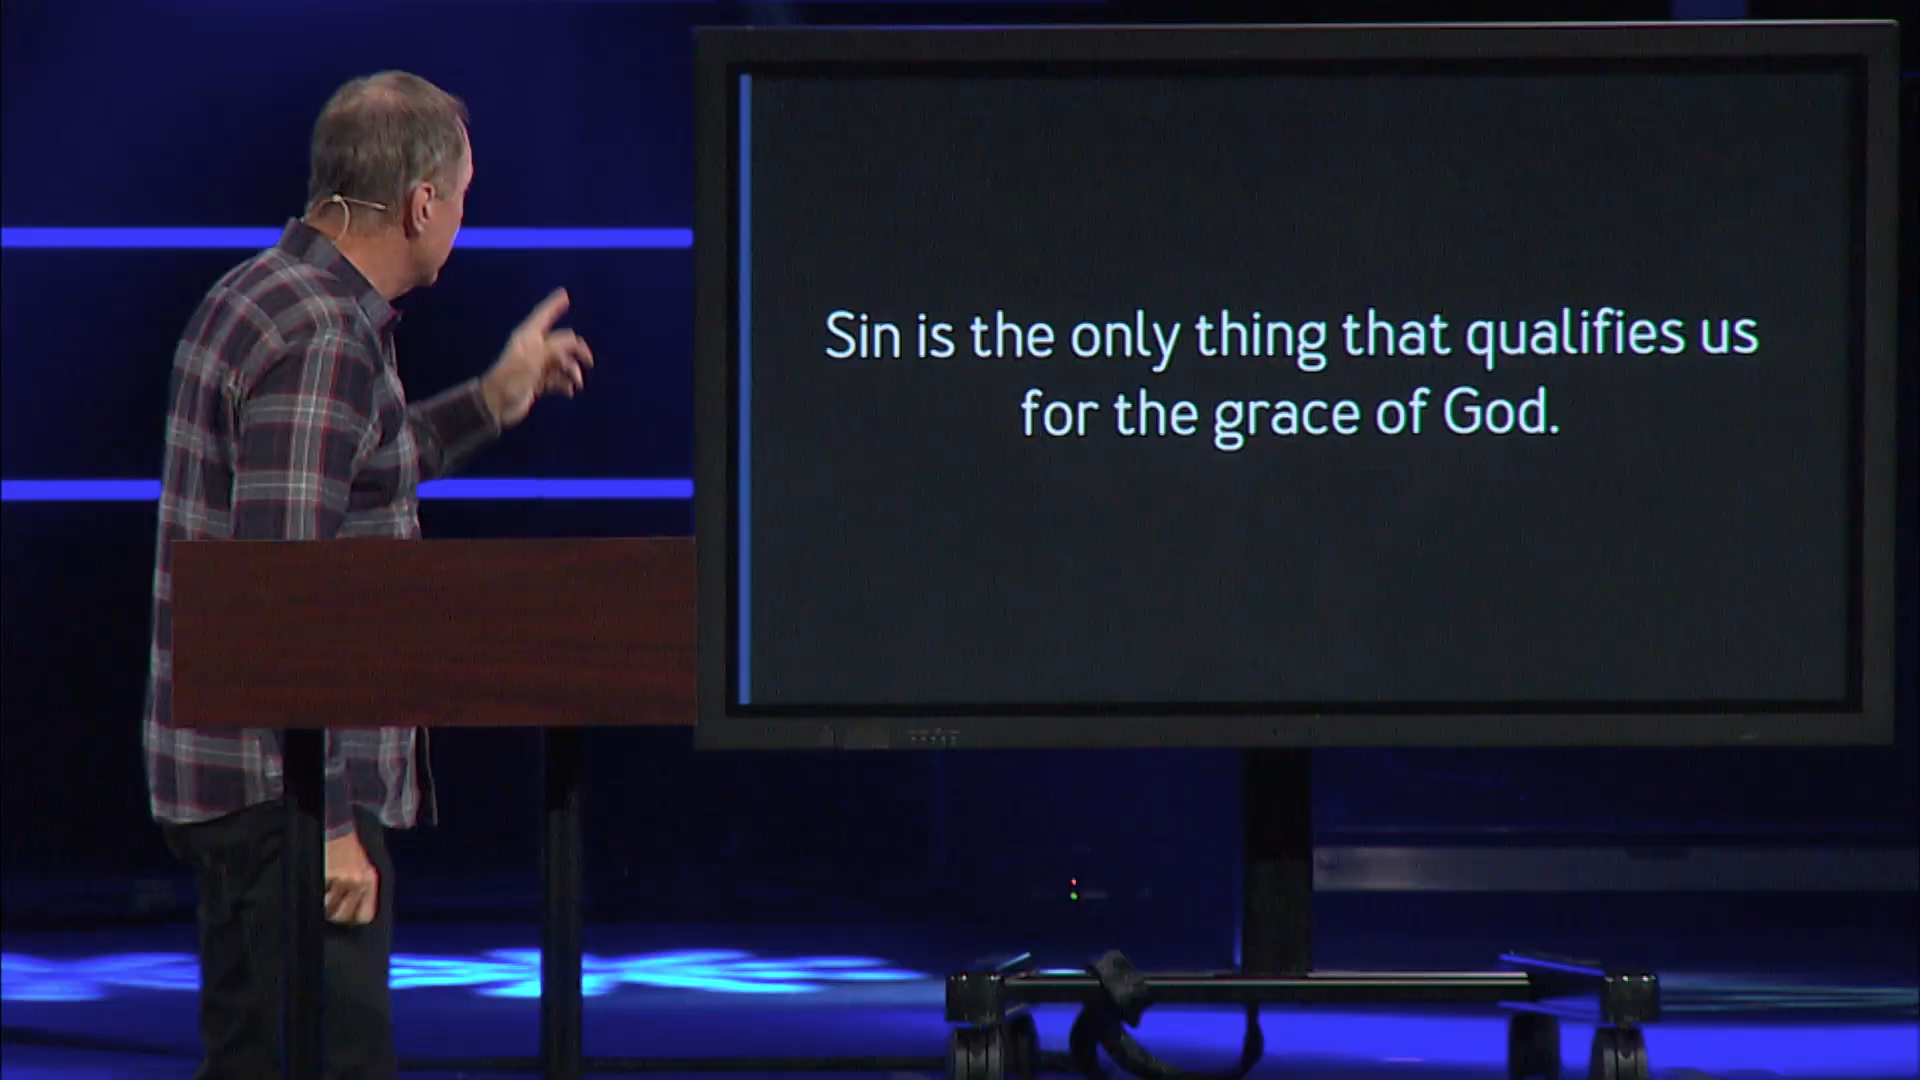 Sin is the only thing that qualifies us
for the grace of God.